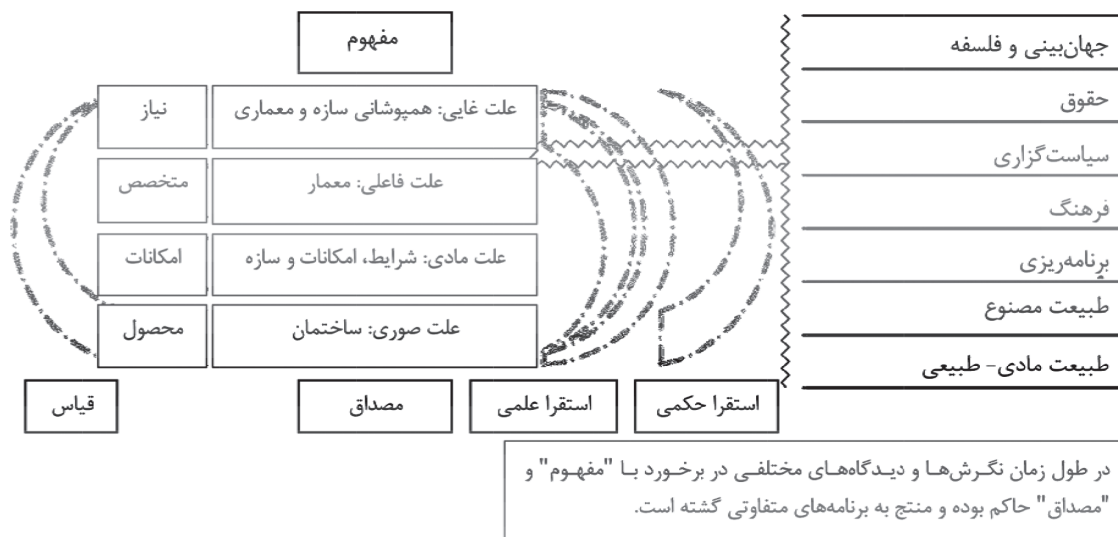 مفهوم
جهان‌بینی و فلسفه
حقوق
سیاست‌گزاری
فرهنگ
برنامه‌ریزی
طبیعت مصنوع
طبیعت مادی- طبیعی
علت غایی: همپوشانی سازه و معماری
نیاز
علت فاعلی: معمار
متخصص
علت مادی: شرایط، امکانات و سازه
امکانات
علت صوری: ساختمان
محصول
استقرا حکمی
استقرا علمی
مصداق
قیاس
در طول زمان نگرش‌ها و دیدگاه‌های مختلفی در برخورد با "مفهوم" و
"مصداق" حاکم بوده و منتج به برنامه‌های متفاوتی گشته است.